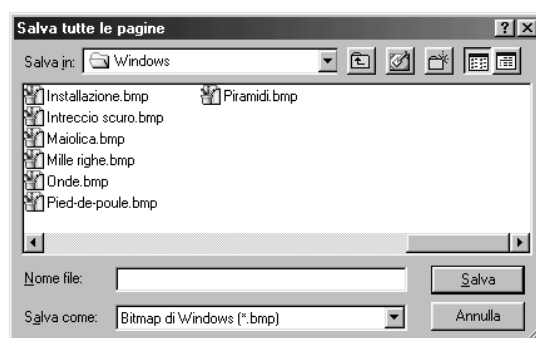 Salva tutte le pagine
Salva in: Windows
Installazione.bmp Piramidi.bmp
Intreccio scuro.bmp
Maiolica.bmp
Mille righe.bmp
Onde.bmp
Pied-de-poule.bmp
Nome file: Salva
Salva come: Bitmap di Windows (*.bmp) Annulla